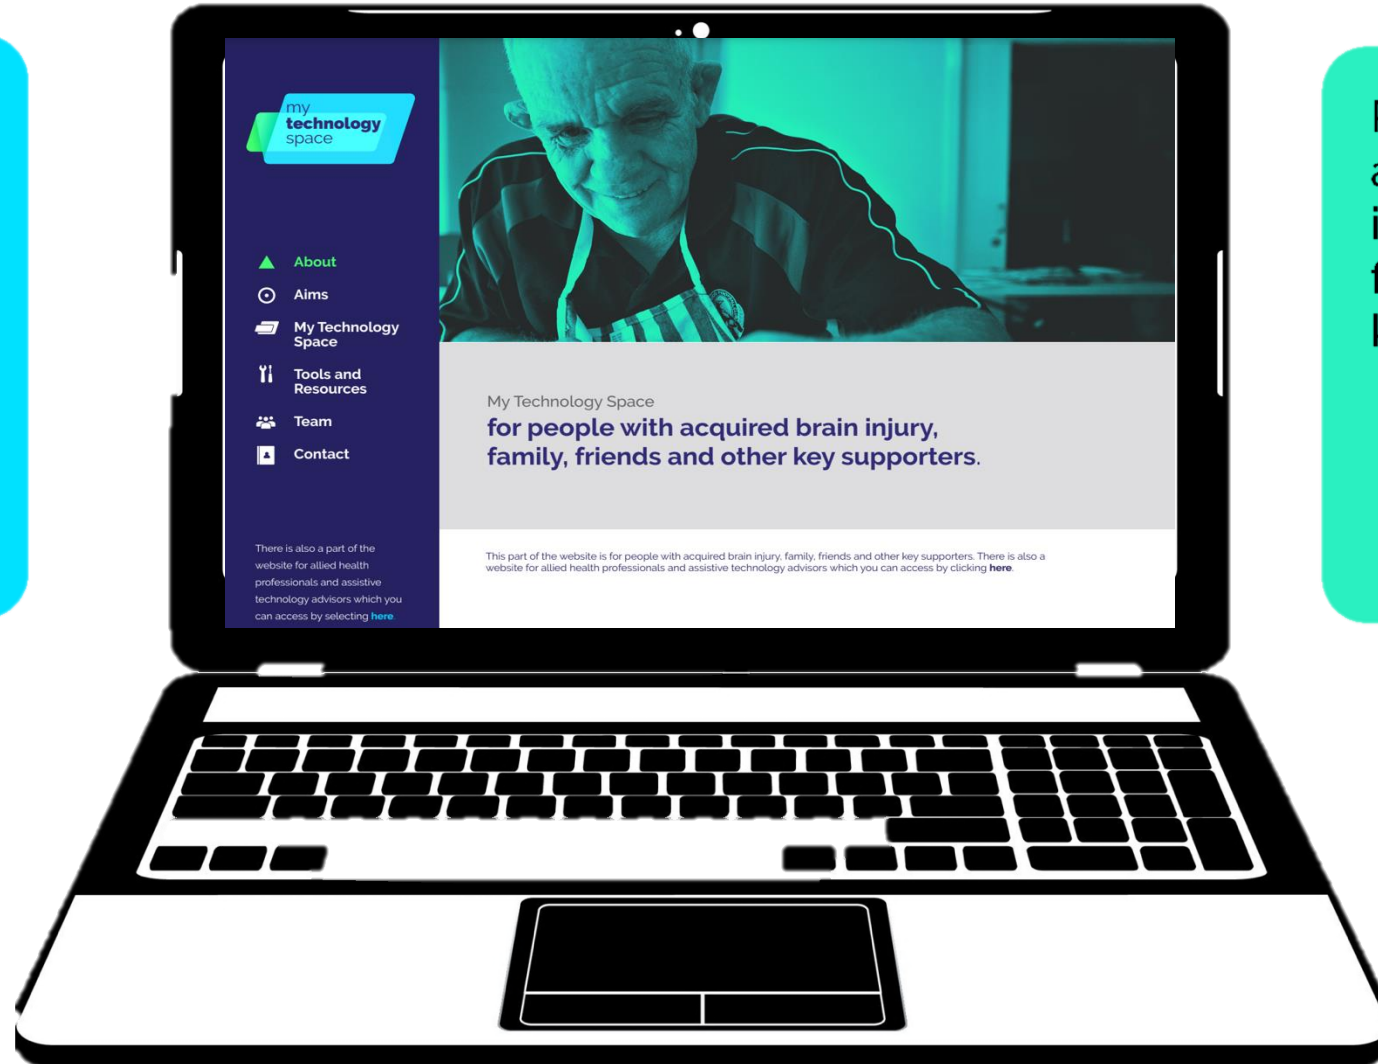 my
technology
space
About
Aims
My Technology
Space
Tools and
Resources
Team
Contact
There is also a part of the
website for allied health
professionals and assistive
technology advisors which you
can access by selecting here.
My Technology Space
for people with acquired brain injury,
family, friends and other key supporters.
This part of the website is for people with acquired brain injury, family, friends and other key supporters. There is also a
website for allied health professionals and assistive technology advisors which you can access by clicking here.